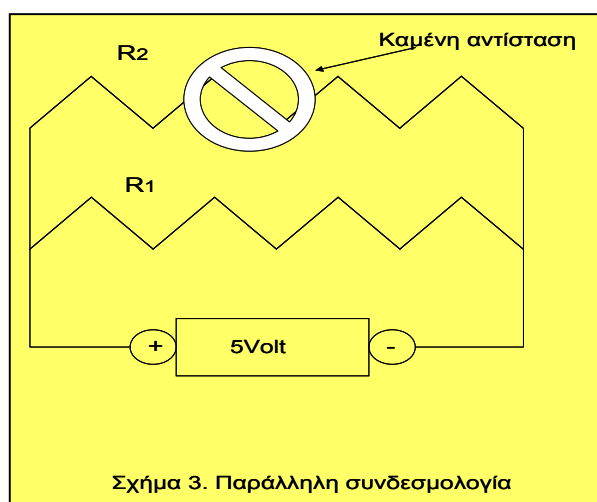 Καμένη αντίσταση
R2
R1
+ 5Volt -
Σχήμα 3. Παράλληλη συνδεσμολογία